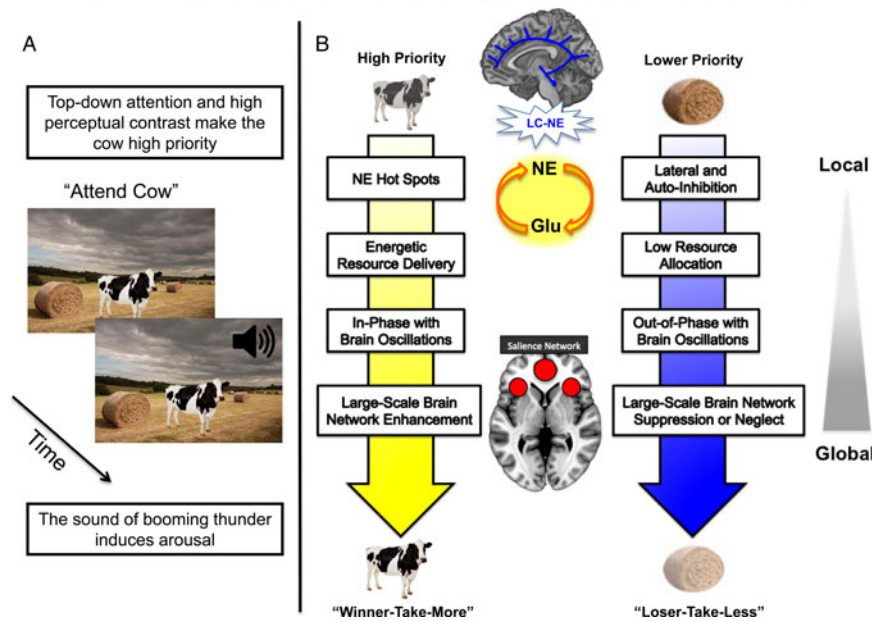 A
Top-down attention and high
perceptual contrast make the
cow high priority
“Attend Cow”
Time
The sound of booming thunder
induces arousal
B
High Priority
Lower Priority
LC-NE
NE Hot Spots
NE
Glu
Lateral and
Auto-Inhibition
Energetic
Resource Delivery
Low Resource
Allocation
In-Phase with
Brain Oscillations
Out-of-Phase with
Brain Oscillations
Salience Network
Large-Scale Brain
Network Enhancement
Large-Scale Brain Network
Suppression or Neglect
“Winner-Take-More”
“Loser-Take-Less”
Local
Global